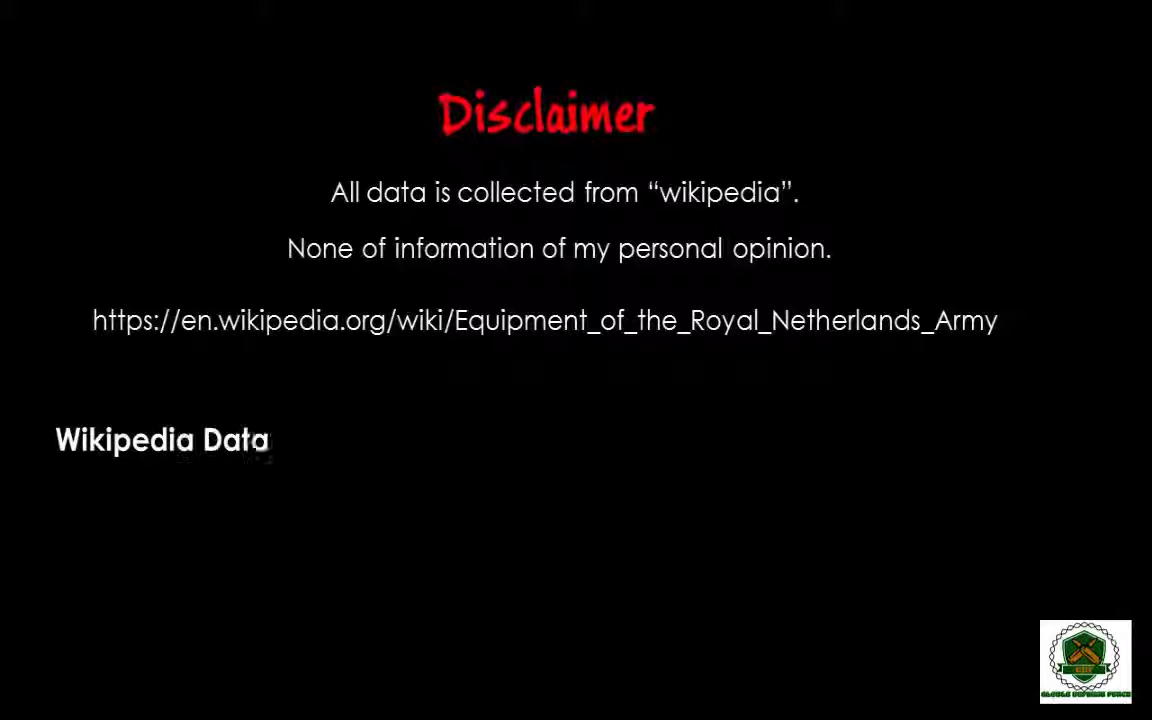 Disclaimer
All data is collected from “wikipedia”.
None of information of my personal opinion.
https://en.wikipedia.org/wiki/Equipment_of_the_Royal_Netherlands_Army
Wikipedia Data